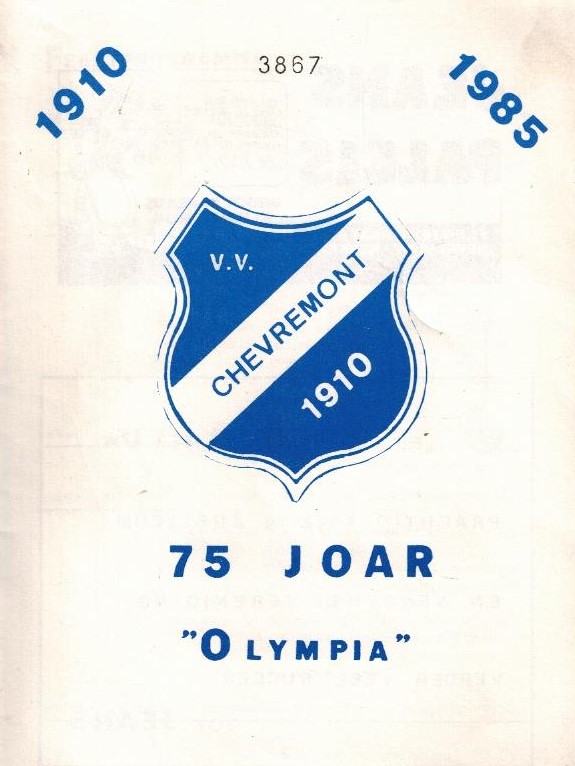 1910
3867
1985
V.V.
CHEVREMONT
1910
75 JOAR
"OLYMPIA"